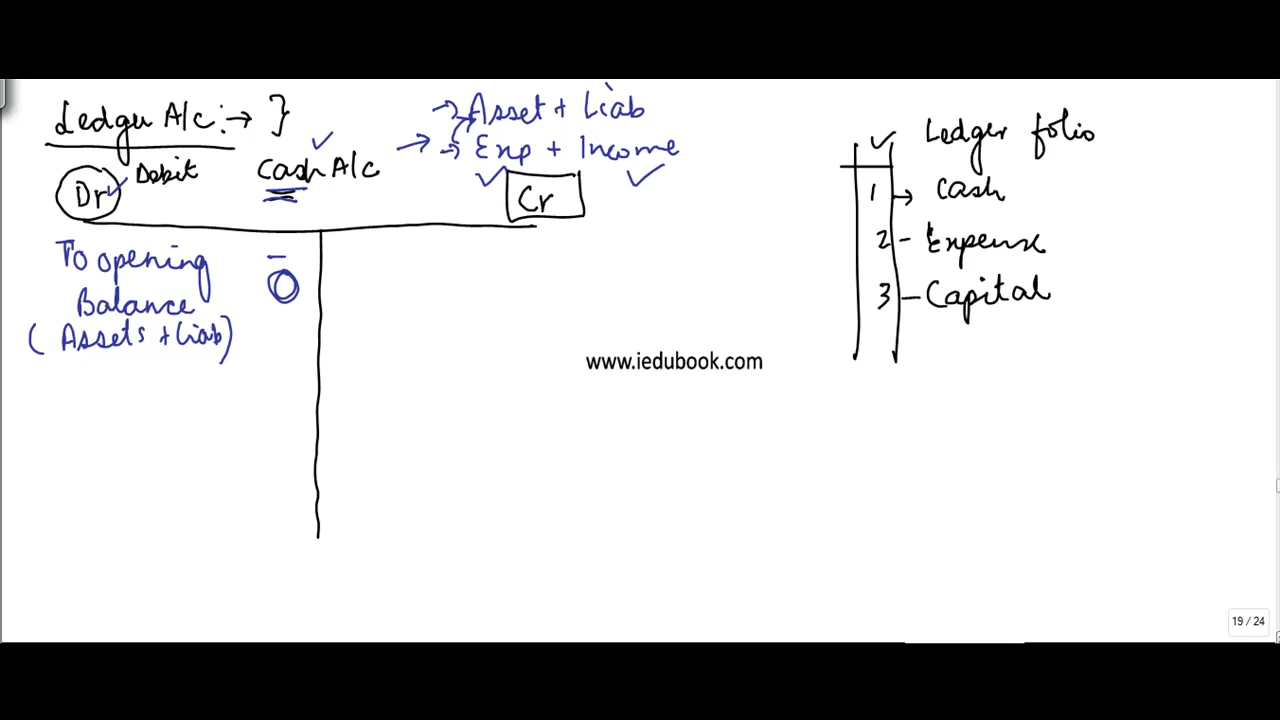 Ledger A/c :→ }
→ Asset + Liab
→ → Exp + Income
Dr ✓ Debit
Cash A/c ✓
Cr
To opening
Balance
(Assets + Liab)
-
0
✓ Ledger folio
1 → Cash
2 - Expense
3 - Capital
www.iedubook.com
19 / 24